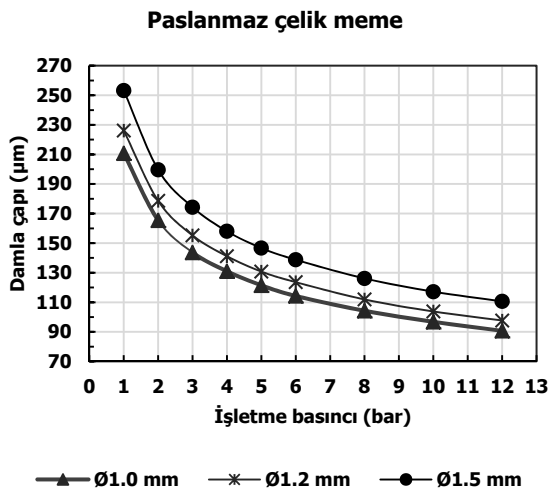 Paslanmaz çelik meme
270
250
230
210
190
170
150
130
110
90
70
Damla çapı (µm)
0 1 2 3 4 5 6 7 8 9 10 11 12 13
İşletme basıncı (bar)
Ø1.0 mm Ø1.2 mm Ø1.5 mm